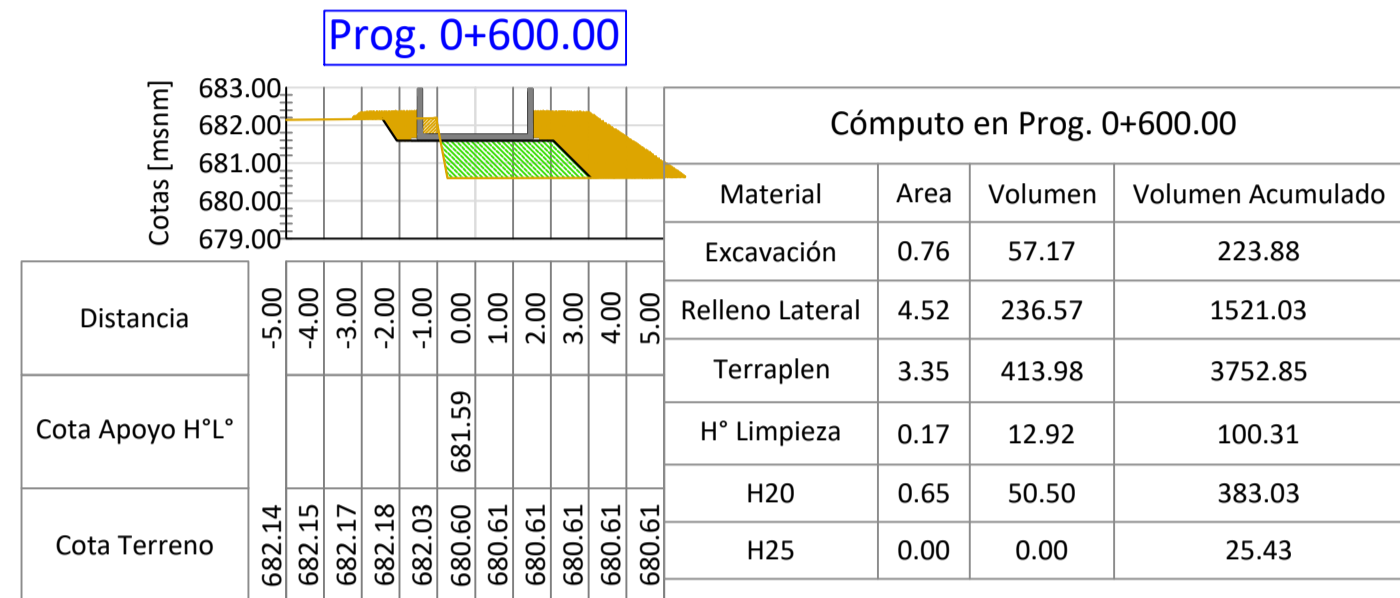 Prog. 0+600.00
Cotas [msnm]
683.00
682.00
681.00
680.00
679.00
Distancia -5.00 -4.00 -3.00 -2.00 -1.00 0.00 1.00 2.00 3.00 4.00 5.00
Cota Apoyo H°L° 681.59
Cota Terreno 682.14 682.15 682.17 682.18 682.03 680.60 680.61 680.61 680.61 680.61 680.61
Cómputo en Prog. 0+600.00
Material Area Volumen Volumen Acumulado
Excavación 0.76 57.17 223.88
Relleno Lateral 4.52 236.57 1521.03
Terraplen 3.35 413.98 3752.85
H° Limpieza 0.17 12.92 100.31
H20 0.65 50.50 383.03
H25 0.00 0.00 25.43